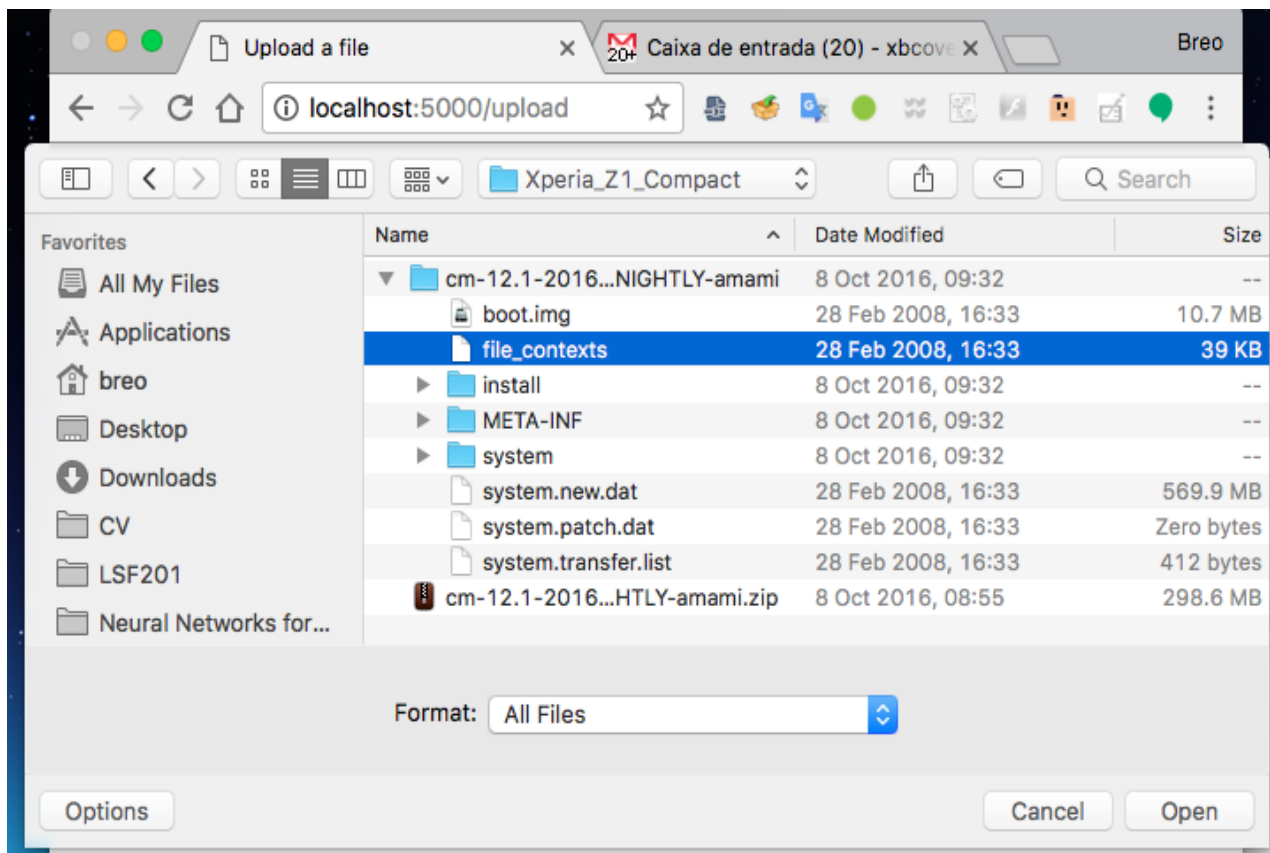 Upload a file
20+ Caixa de entrada (20) - xbcove
Breo
localhost:5000/upload
Xperia_Z1_Compact
Search
Favorites
Name Date Modified Size
All My Files
cm-12.1-2016...NIGHTLY-amami 8 Oct 2016, 09:32 --
boot.img 28 Feb 2008, 16:33 10.7 MB
Applications
file_contexts 28 Feb 2008, 16:33 39 KB
breo
install 8 Oct 2016, 09:32 --
META-INF 8 Oct 2016, 09:32 --
Desktop
system 8 Oct 2016, 09:32 --
Downloads
system.new.dat 28 Feb 2008, 16:33 569.9 MB
CV
system.patch.dat 28 Feb 2008, 16:33 Zero bytes
LSF201
system.transfer.list 28 Feb 2008, 16:33 412 bytes
cm-12.1-2016...HTLY-amami.zip 8 Oct 2016, 08:55 298.6 MB
Neural Networks for...
Format: All Files
Options
Cancel
Open